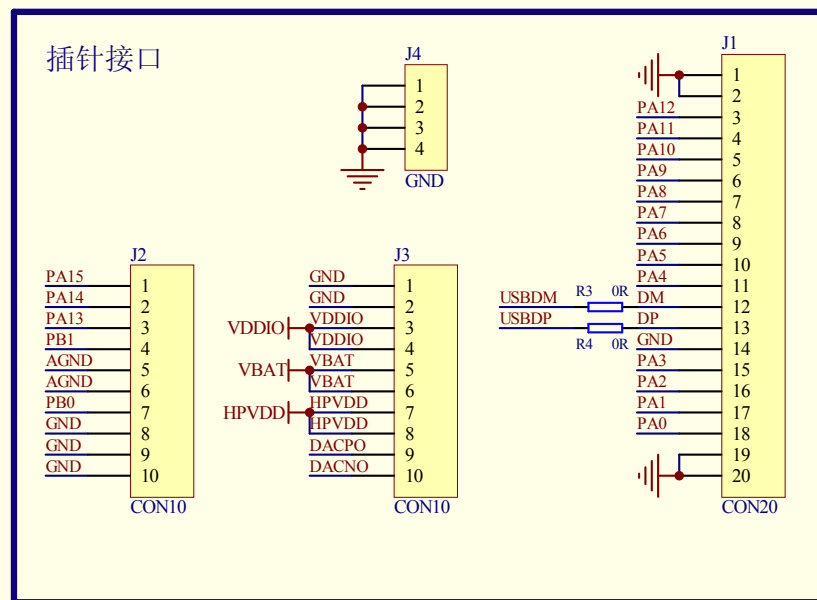 插针接口
J4
1
2
3
4
GND
J1
1
2
PA12 3
PA11 4
PA10 5
PA9 6
PA8 7
PA7 8
PA6 9
PA5 10
PA4 11
USBDM R3 0R DM 12
USBDP R4 0R DP 13
GND 14
PA3 15
PA2 16
PA1 17
PA0 18
19
20
CON20
J2
PA15 1
PA14 2
PA13 3
PB1 4
AGND 5
AGND 6
PB0 7
GND 8
GND 9
GND 10
CON10
J3
GND 1
GND 2
VDDIO VDDIO 3
VDDIO 4
VBAT VBAT 5
VBAT 6
HPVDD HPVDD 7
HPVDD 8
DACPO 9
DACNO 10
CON10